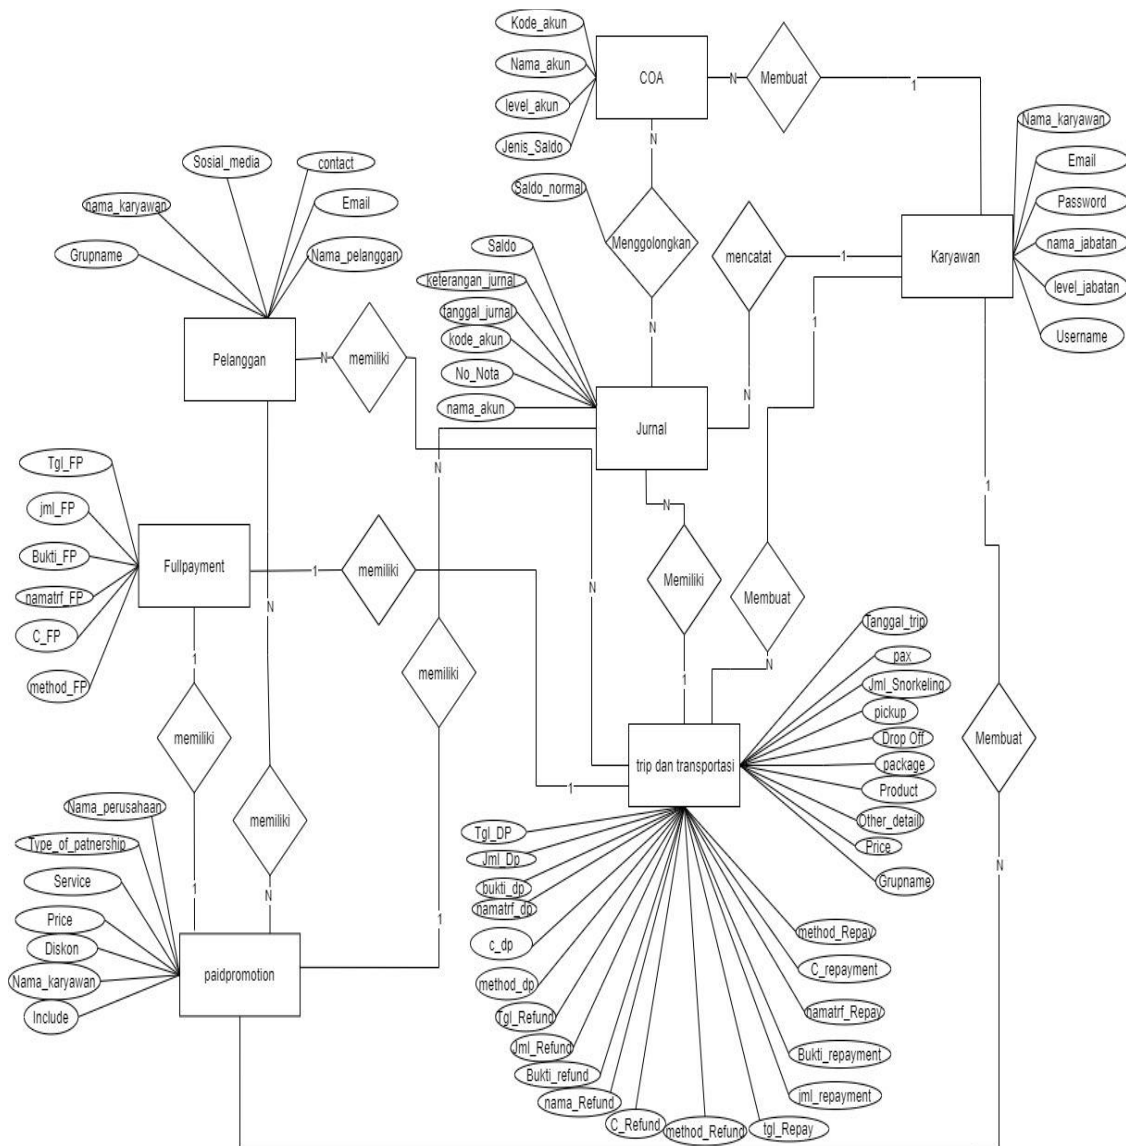 Kode_akun
Nama_akun
level_akun
Jenis_Saldo
Saldo_normal
COA
N
Membuat
1
Nama_karyawan
Email
Password
nama_jabatan
level_jabatan
Username
Karyawan
N
Menggolongkan
N
mencatat
1
N
1
Sosial_media
contact
nama_karyawan
Email
Grupname
Nama_pelanggan
Pelanggan
N
memiliki
N
Saldo
keterangan_jurnal
tanggal_jurnal
kode_akun
No_Nota
nama_akun
Jurnal
N
Memiliki
1
N
memiliki
1
Membuat
N
1
Membuat
N
Tgl_FP
jml_FP
Bukti_FP
namatrf_FP
C_FP
method_FP
Fullpayment
1
memiliki
1
1
memiliki
1
N
memiliki
N
Nama_perusahaan
Type_of_patnership
Service
Price
Diskon
Nama_karyawan
Include
paidpromotion
trip dan transportasi
Tanggal_trip
pax
Jml_Snorkeling
pickup
Drop Off
package
Product
Other_detaill
Price
Grupname
Tgl_DP
Jml_Dp
bukti_dp
namatrf_dp
c_dp
method_dp
Tgl_Refund
Jml_Refund
Bukti_refund
nama_Refund
C_Refund
method_Refund
tgl_Repay
jml_repayment
Bukti_repayment
namatrf_Repay
C_repayment
method_Repay